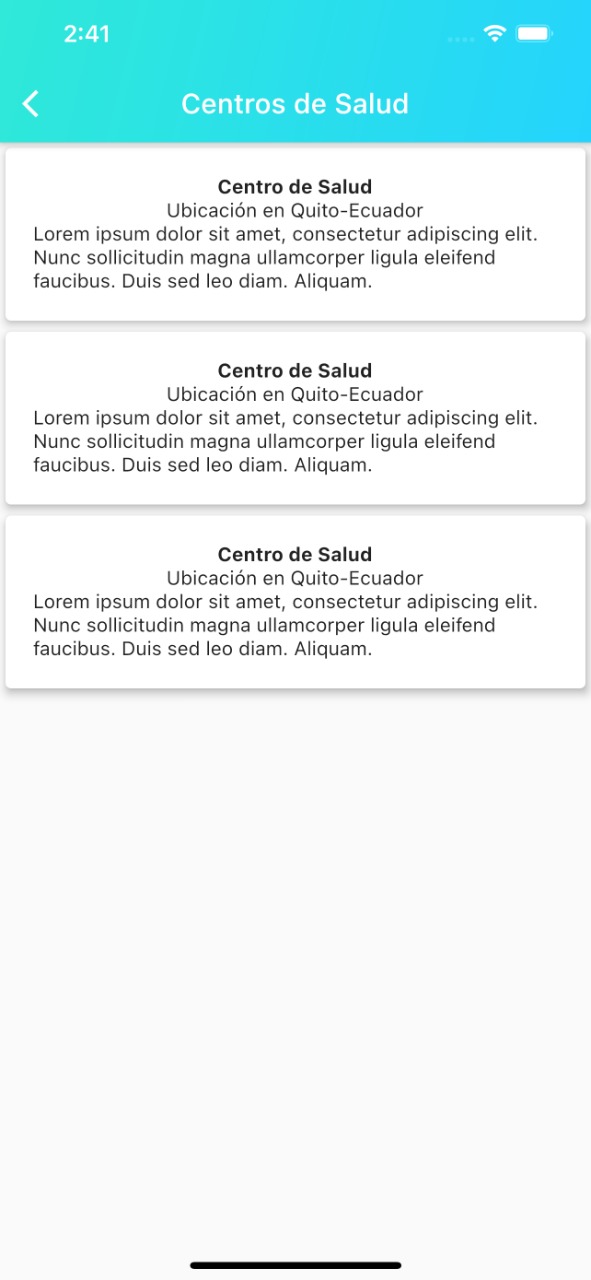 2:41
Centros de Salud
Centro de Salud
Ubicación en Quito-Ecuador
Lorem ipsum dolor sit amet, consectetur adipiscing elit.
Nunc sollicitudin magna ullamcorper ligula eleifend
faucibus. Duis sed leo diam. Aliquam.
Centro de Salud
Ubicación en Quito-Ecuador
Lorem ipsum dolor sit amet, consectetur adipiscing elit.
Nunc sollicitudin magna ullamcorper ligula eleifend
faucibus. Duis sed leo diam. Aliquam.
Centro de Salud
Ubicación en Quito-Ecuador
Lorem ipsum dolor sit amet, consectetur adipiscing elit.
Nunc sollicitudin magna ullamcorper ligula eleifend
faucibus. Duis sed leo diam. Aliquam.